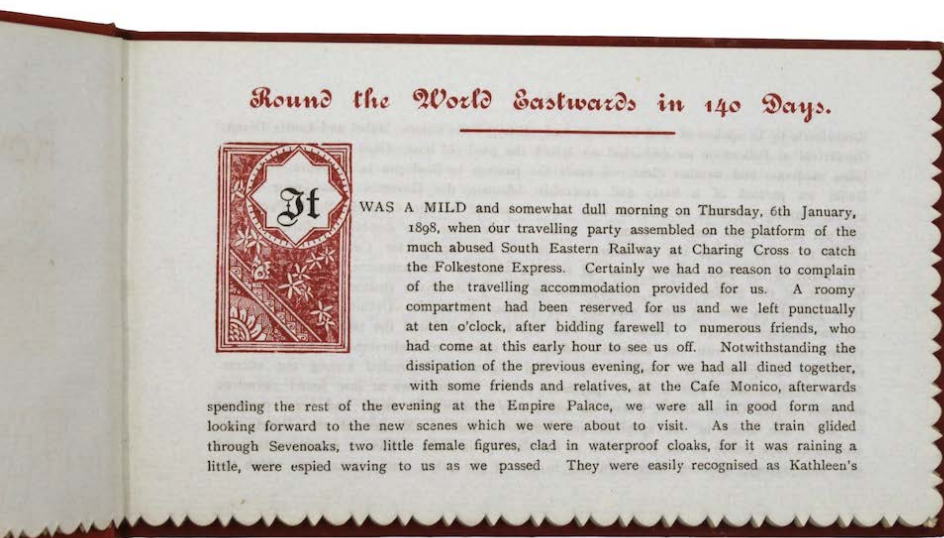 Round the World Eastwards in 140 Days.
It WAS A MILD and somewhat dull morning on Thursday, 6th January,
1898, when our travelling party assembled on the platform of the
much abused South Eastern Railway at Charing Cross to catch
the Folkestone Express. Certainly we had no reason to complain
of the travelling accommodation provided for us. A roomy
compartment had been reserved for us and we left punctually
at ten o'clock, after bidding farewell to numerous friends, who
had come at this early hour to see us off. Notwithstanding the
dissipation of the previous evening, for we had all dined together,
with some friends and relatives, at the Cafe Monico, afterwards
spending the rest of the evening at the Empire Palace, we were all in good form and
looking forward to the new scenes which we were about to visit. As the train glided
through Sevenoaks, two little female figures, clad in waterproof cloaks, for it was raining a
little, were espied waving to us as we passed They were easily recognised as Kathleen's